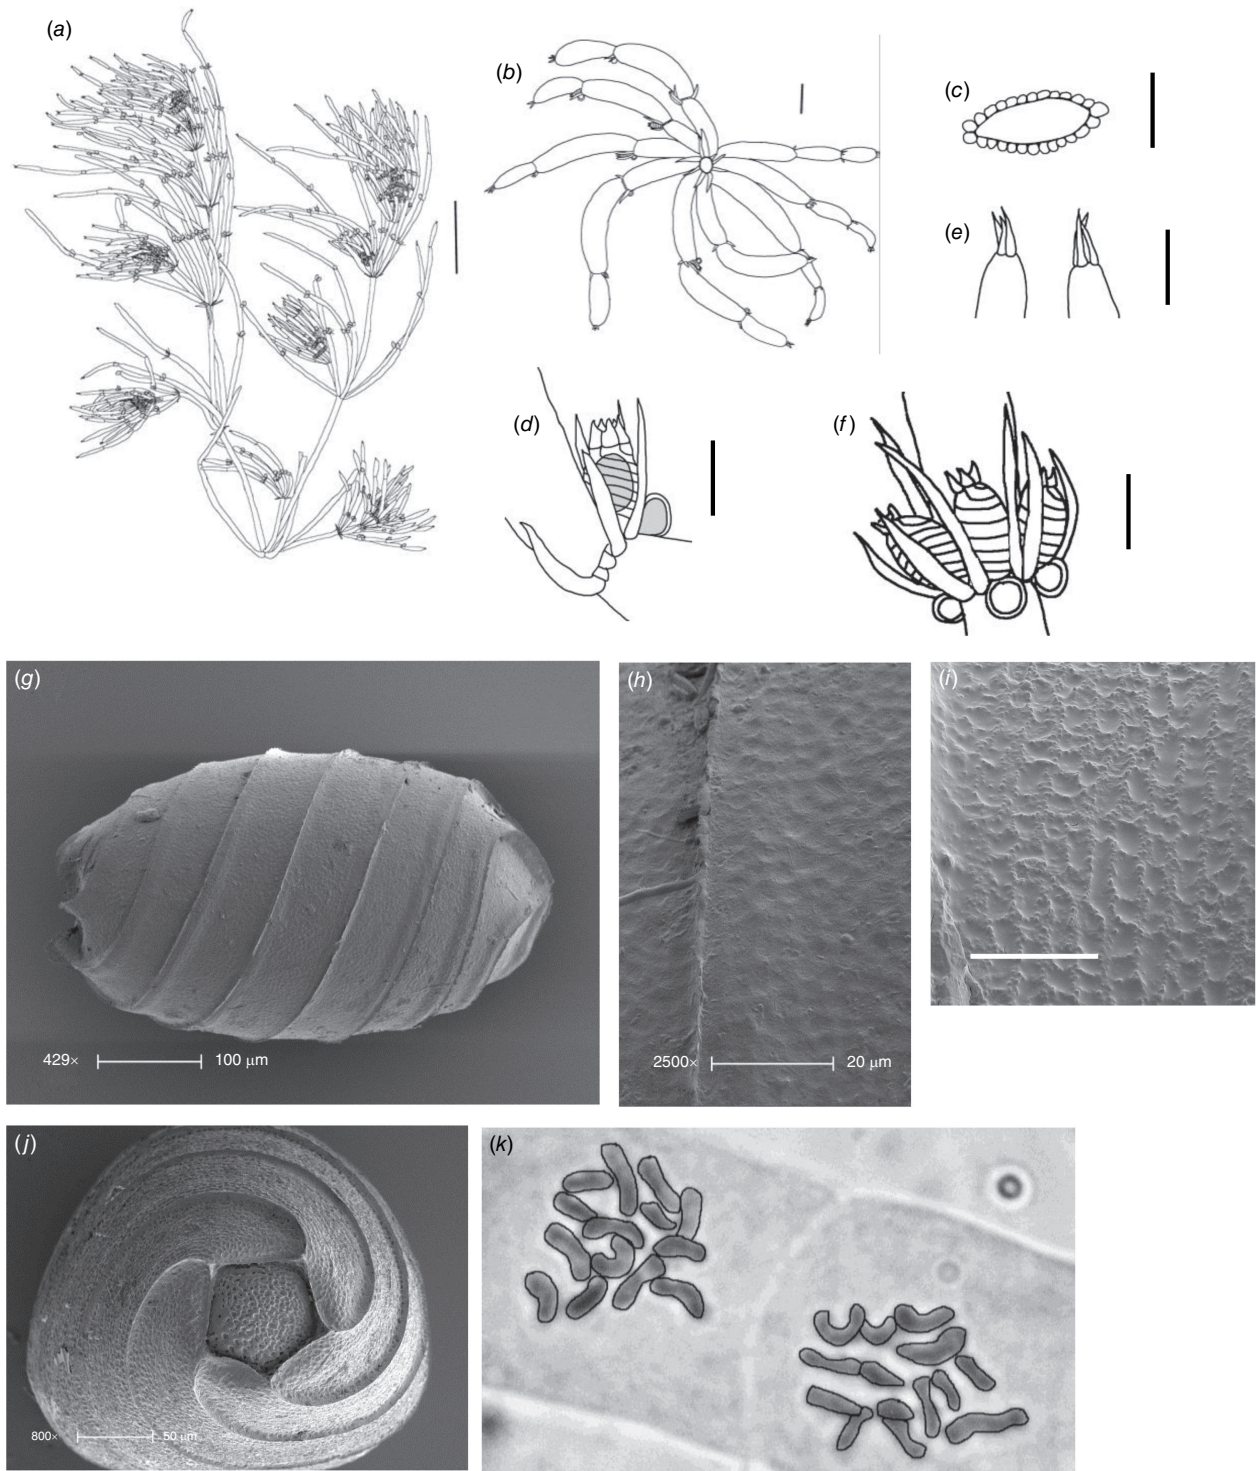 (a)
(b)
(c)
(e)
(d)
(f)
(g)
429× 100 µm
(h)
2500× 20 µm
(i)
(j)
800× 50 µm
(k)